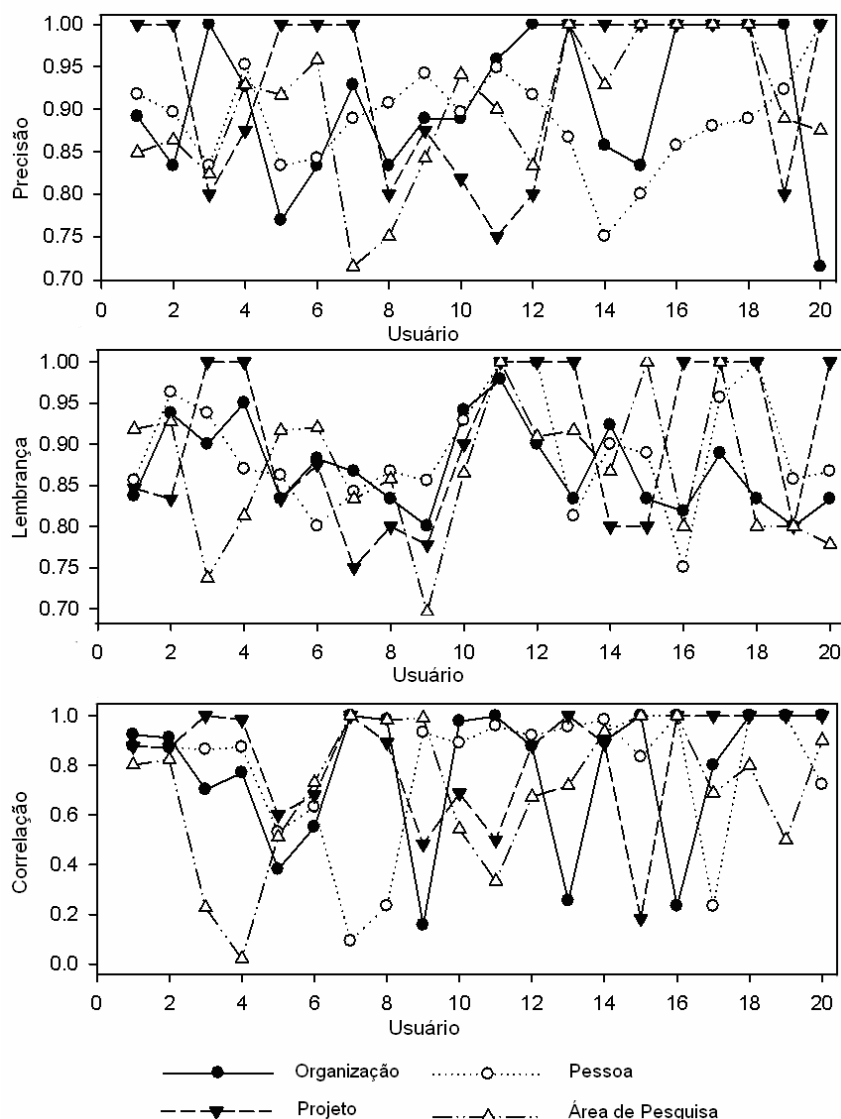 1.00
0.95
0.90
0.85
0.80
0.75
0.70
Precisão
0 2 4 6 8 10 12 14 16 18 20
Usuário
1.00
0.95
0.90
0.85
0.80
0.75
0.70
Lembrança
0 2 4 6 8 10 12 14 16 18 20
Usuário
1.0
0.8
0.6
0.4
0.2
0.0
Correlação
0 2 4 6 8 10 12 14 16 18 20
Usuário
Organização Pessoa
Projeto Área de Pesquisa